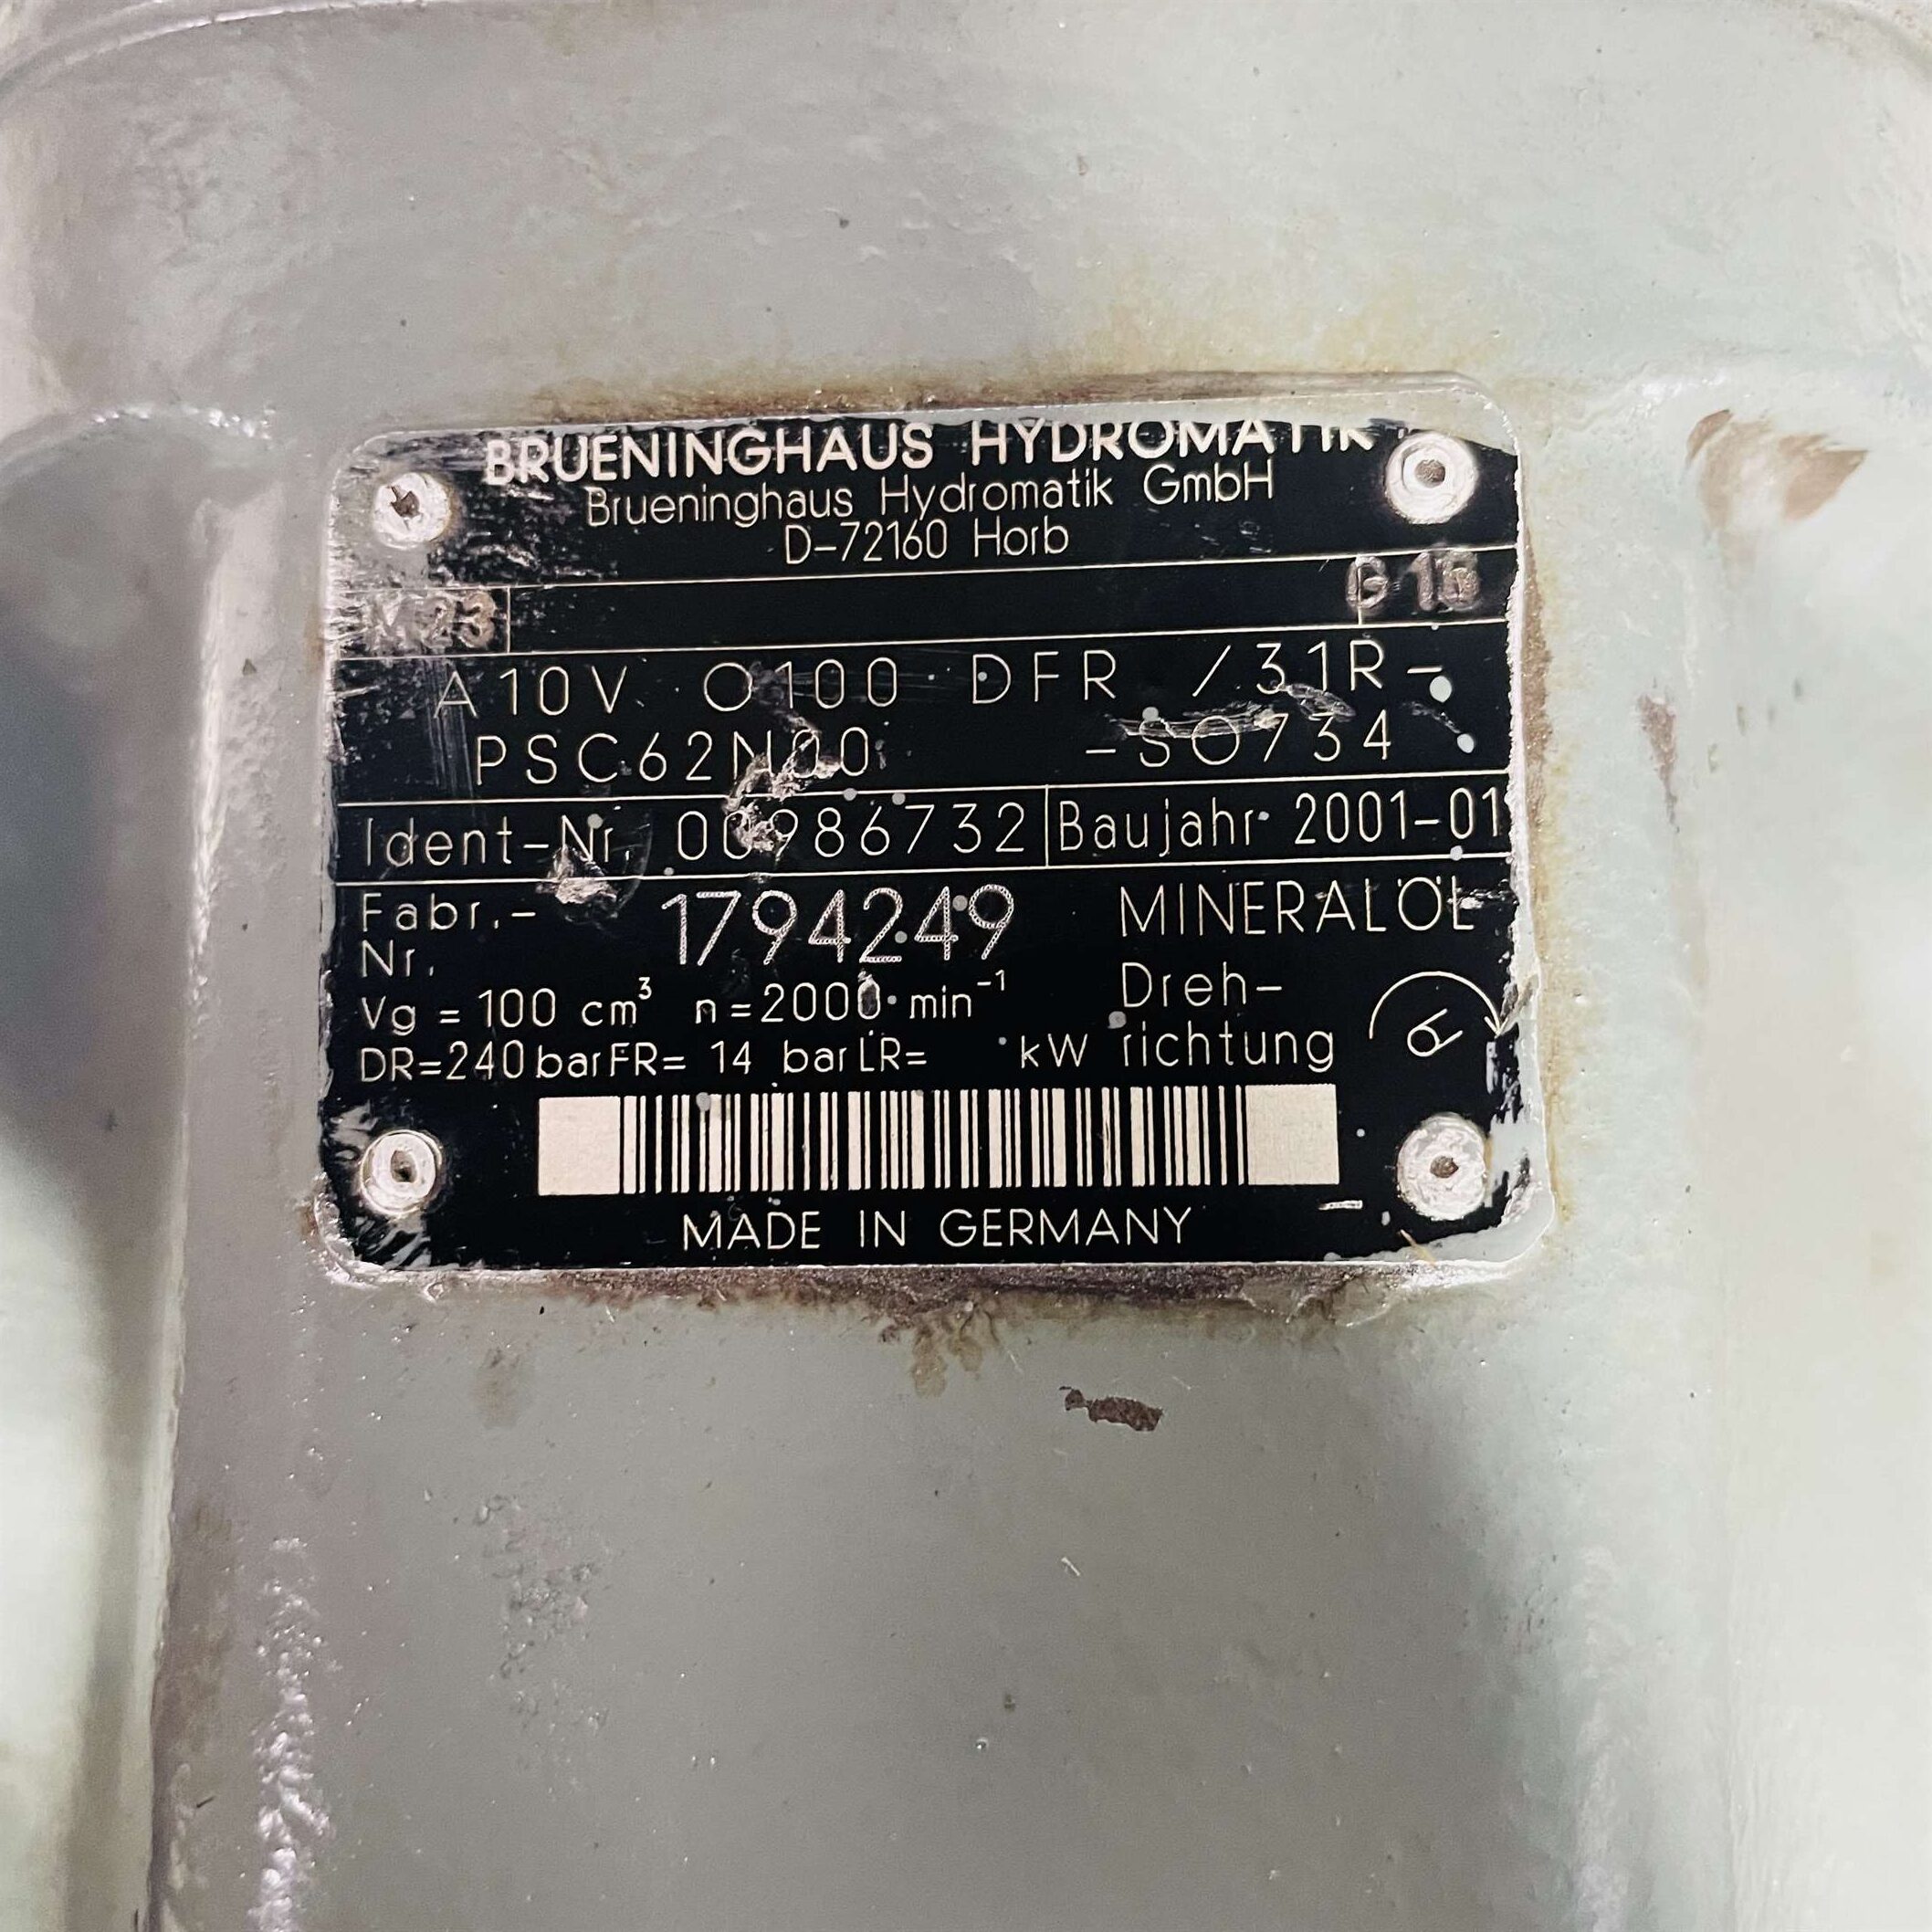 BRUENINGHAUS HYDROMATIK
Brueninghaus Hydromatik GmbH
D-72160 Horb
M 23
A10V O100 DFR /31R-
PSC62N00 -SO734
Ident-Nr. 00986732 Baujahr 2001-01
Fabr.-
Nr. 1794249 MINERALÖL
Vg = 100 cm³ n=2000 min⁻¹ Dreh-
DR=240 bar FR= 14 bar LR= kW richtung
MADE IN GERMANY